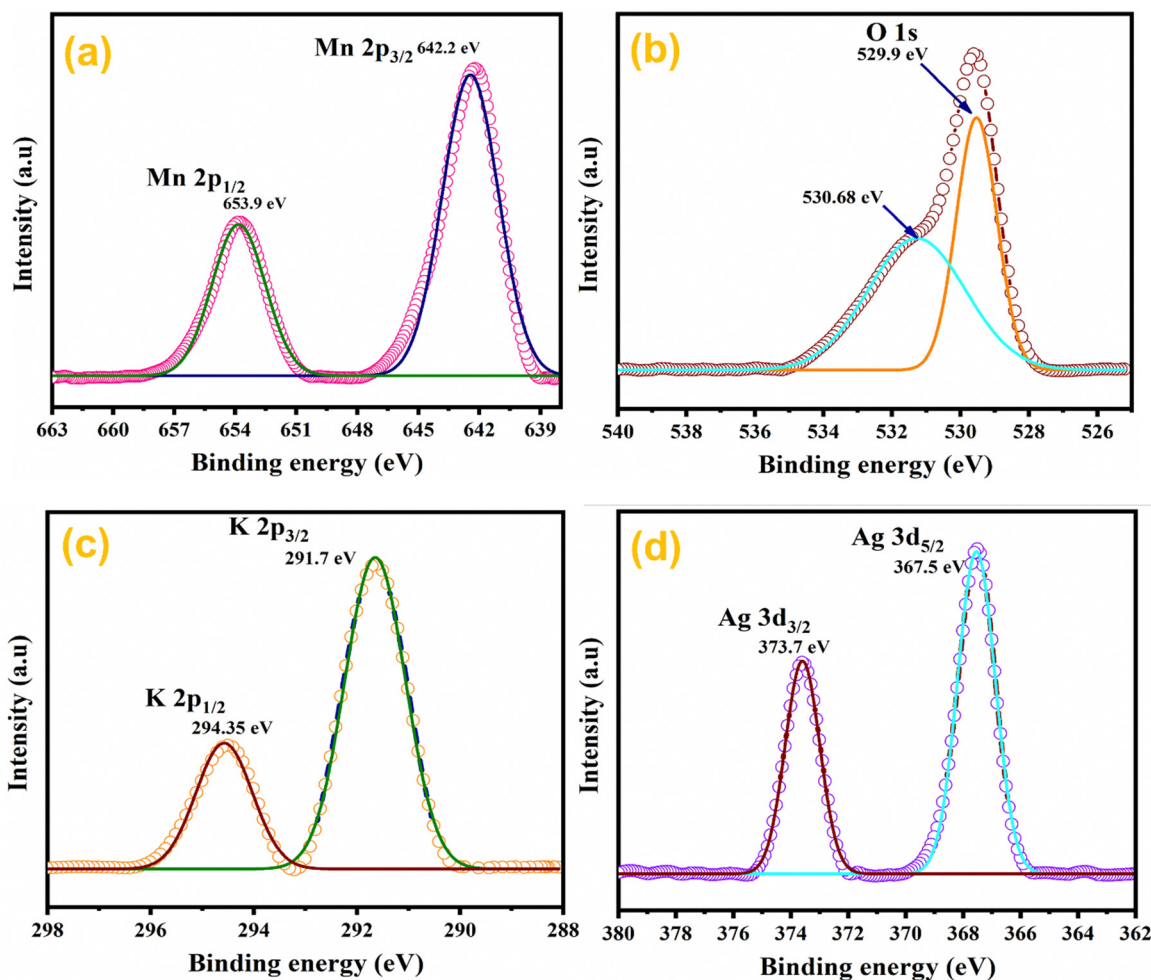 (a)
Mn 2p3/2 642.2 eV
Mn 2p1/2
653.9 eV
Intensity (a.u)
663 660 657 654 651 648 645 642 639
Binding energy (eV)
(b)
O 1s
529.9 eV
530.68 eV
Intensity (a.u)
540 538 536 534 532 530 528 526
Binding energy (eV)
(c)
K 2p3/2
291.7 eV
K 2p1/2
294.35 eV
Intensity (a.u)
298 296 294 292 290 288
Binding energy (eV)
(d)
Ag 3d5/2
367.5 eV
Ag 3d3/2
373.7 eV
Intensity (a.u)
380 378 376 374 372 370 368 366 364 362
Binding energy (eV)